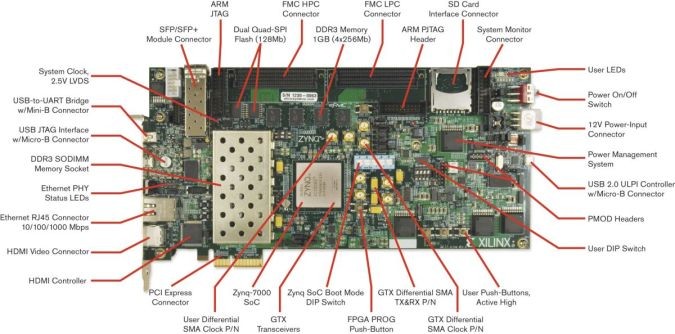 ARM
JTAG
SFP/SFP+
Module Connector
Dual Quad-SPI
Flash (128Mb)
FMC HPC
Connector
DDR3 Memory
1GB (4x256Mb)
FMC LPC
Connector
ARM PJTAG
Header
SD Card
Interface Connector
System Monitor
Connector
User LEDs
Power On/Off
Switch
12V Power-Input
Connector
Power Management
System
USB 2.0 ULPI Controller
w/Micro-B Connector
PMOD Headers
User DIP Switch
System Clock,
2.5V LVDS
USB-to-UART Bridge
w/Mini-B Connector
USB JTAG Interface
w/Micro-B Connector
DDR3 SODIMM
Memory Socket
Ethernet PHY
Status LEDs
Ethernet RJ45 Connector
10/100/1000 Mbps
HDMI Video Connector
HDMI Controller
ZYNQ
XILINX
PCI Express
Connector
User Differential
SMA Clock P/N
Zynq-7000
SoC
GTX
Transceivers
Zynq SoC Boot Mode
DIP Switch
FPGA PROG
Push-Button
GTX Differential SMA
TX&RX P/N
GTX Differential
SMA Clock P/N
User Push-Buttons,
Active High